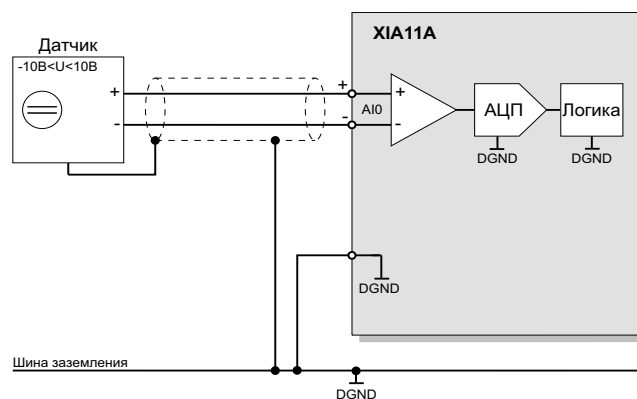 Датчик
-10В<U<10В
+
-
XIA11A
+
-
AI0
+
-
АЦП
Логика
DGND
DGND
DGND
Шина заземления
DGND